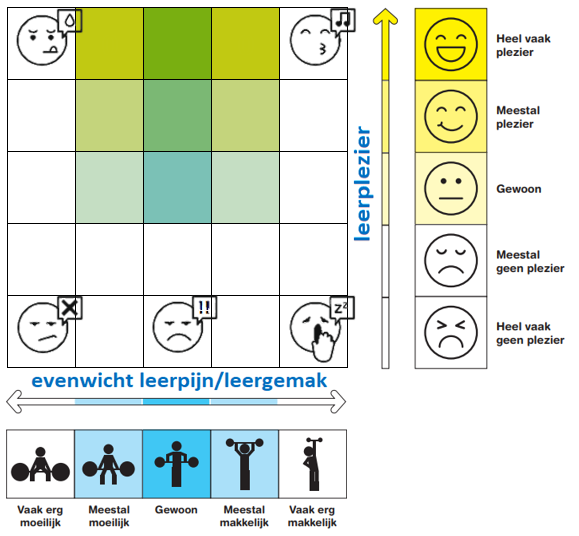 !!
zz
leerplezier
Heel vaak
plezier
Meestal
plezier
Gewoon
Meestal
geen plezier
Heel vaak
geen plezier
evenwicht leerpijn/leergemak
Vaak erg
moeilijk
Meestal
moeilijk
Gewoon
Meestal
makkelijk
Vaak erg
makkelijk